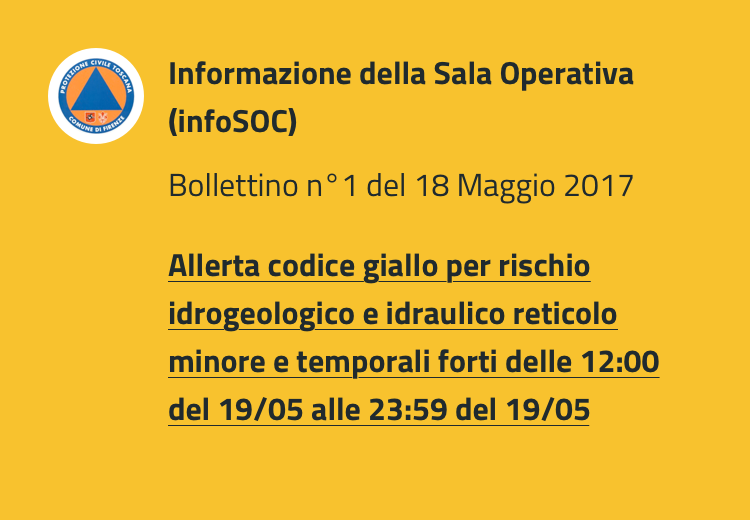 PROTEZIONE CIVILE TOSCANA
COMUNE DI FIRENZE
Informazione della Sala Operativa
(infoSOC)
Bollettino n°1 del 18 Maggio 2017
Allerta codice giallo per rischio
idrogeologico e idraulico reticolo
minore e temporali forti delle 12:00
del 19/05 alle 23:59 del 19/05